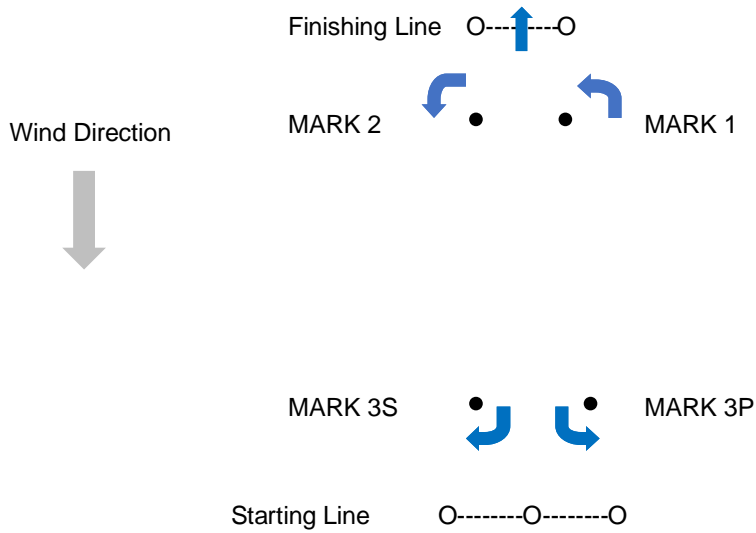 Finishing Line O---------O
MARK 2 MARK 1
Wind Direction
MARK 3S MARK 3P
Starting Line O--------O--------O